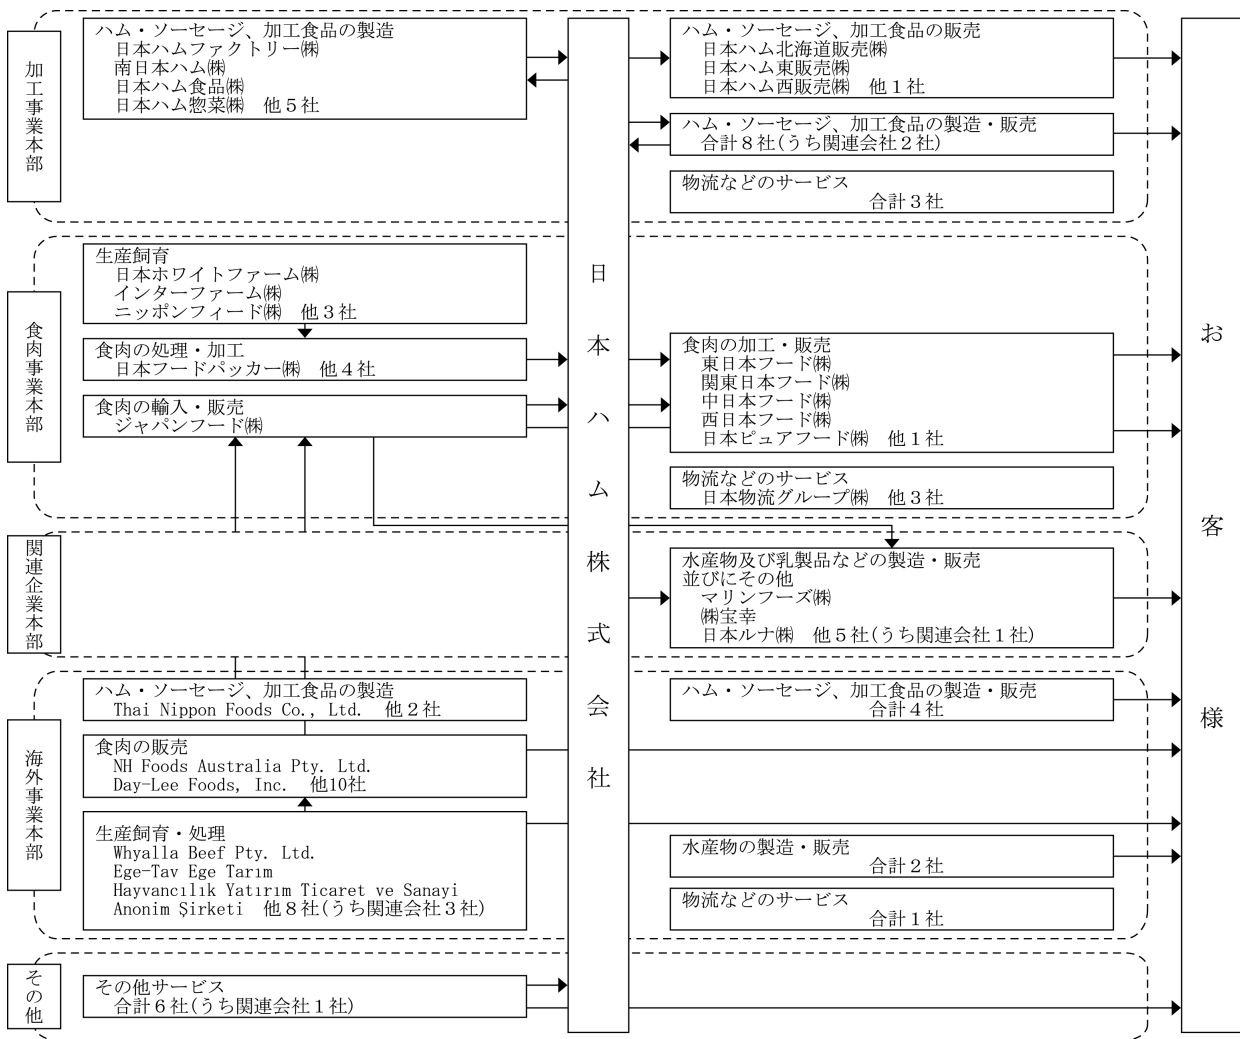 加工事業本部
ハム・ソーセージ、加工食品の製造
日本ハムファクトリー㈱
南日本ハム㈱
日本ハム食品㈱
日本ハム惣菜㈱　他５社
ハム・ソーセージ、加工食品の販売
日本ハム北海道販売㈱
日本ハム東販売㈱
日本ハム西販売㈱　他１社
ハム・ソーセージ、加工食品の製造・販売
合計８社(うち関連会社２社)
物流などのサービス
合計３社
食肉事業本部
生産飼育
日本ホワイトファーム㈱
インターファーム㈱
ニッポンフィード㈱　他３社
食肉の処理・加工
日本フードパッカー㈱　他４社
食肉の輸入・販売
ジャパンフード㈱
食肉の加工・販売
東日本フード㈱
関東日本フード㈱
中日本フード㈱
西日本フード㈱
日本ピュアフード㈱　他１社
物流などのサービス
日本物流グループ㈱　他３社
関連企業本部
水産物及び乳製品などの製造・販売
並びにその他
マリンフーズ㈱
㈱宝幸
日本ルナ㈱　他５社(うち関連会社１社)
海外事業本部
ハム・ソーセージ、加工食品の製造
Thai Nippon Foods Co., Ltd.　他２社
食肉の販売
NH Foods Australia Pty. Ltd.
Day-Lee Foods, Inc.　他10社
生産飼育・処理
Whyalla Beef Pty. Ltd.
Ege-Tav Ege Tarım
Hayvancılık Yatırım Ticaret ve Sanayi
Anonim Şirketi　他８社(うち関連会社３社)
ハム・ソーセージ、加工食品の製造・販売
合計４社
水産物の製造・販売
合計２社
物流などのサービス
合計１社
その他
その他サービス
合計６社(うち関連会社１社)
日本ハム株式会社
お客様